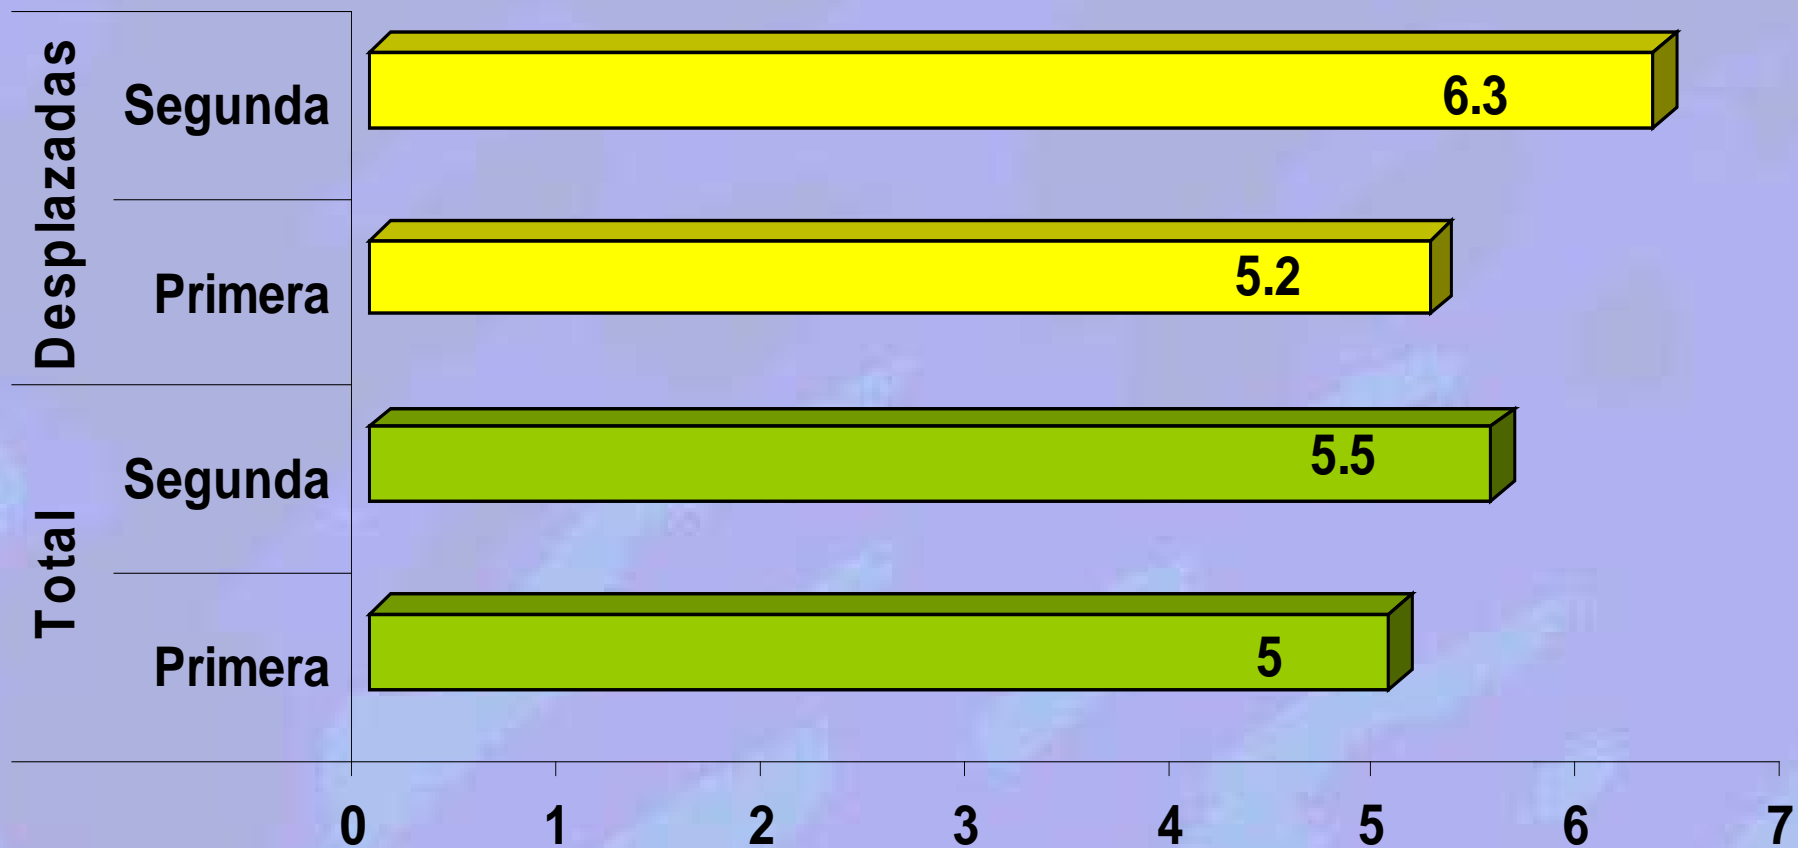 Desplazadas
Segunda
6.3
Primera
5.2
Total
Segunda
5.5
Primera
5
0 1 2 3 4 5 6 7